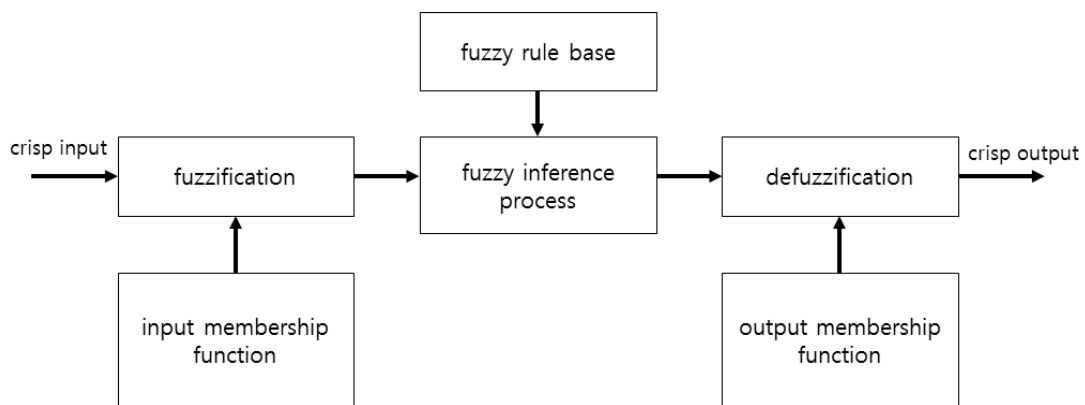 fuzzy rule base
crisp input
fuzzification
fuzzy inference
process
defuzzification
crisp output
input membership
function
output membership
function